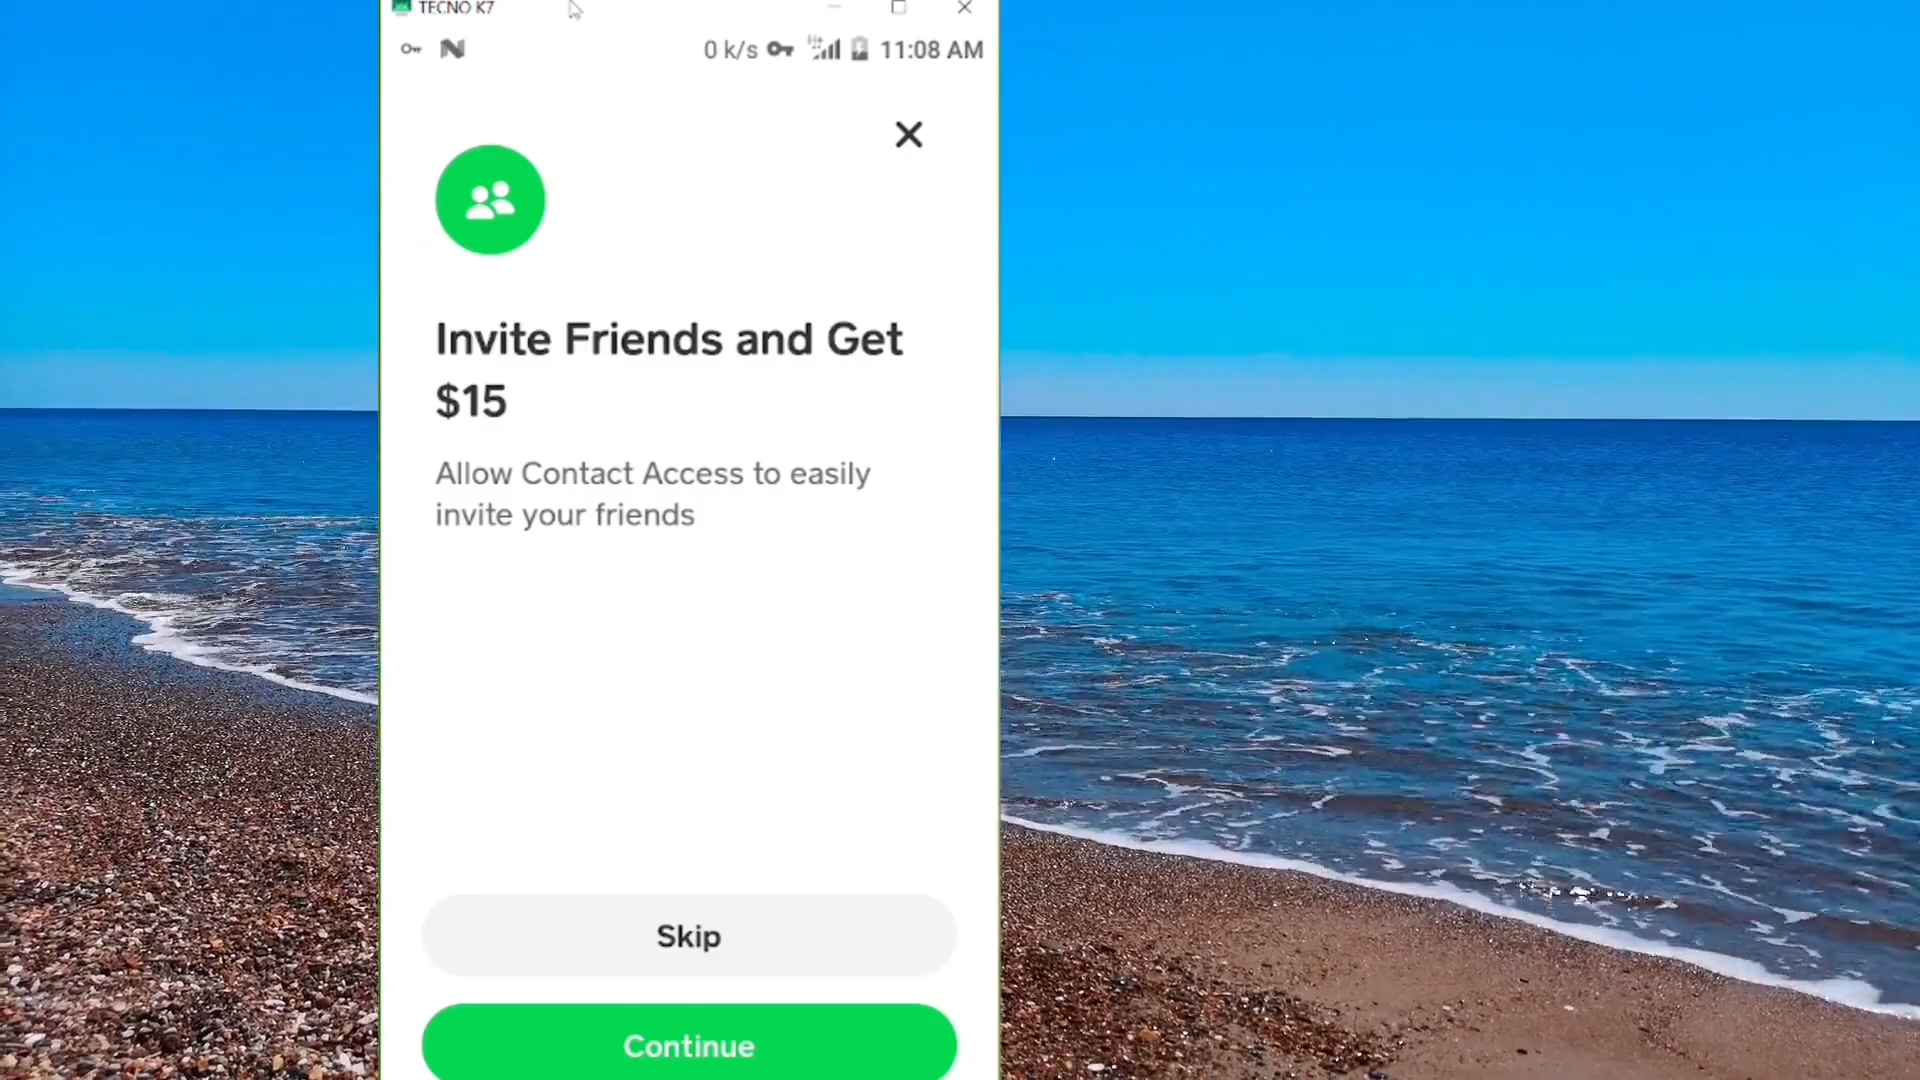 TECNO K7
0 k/s 11:08 AM
Invite Friends and Get
$15
Allow Contact Access to easily
invite your friends
Skip
Continue